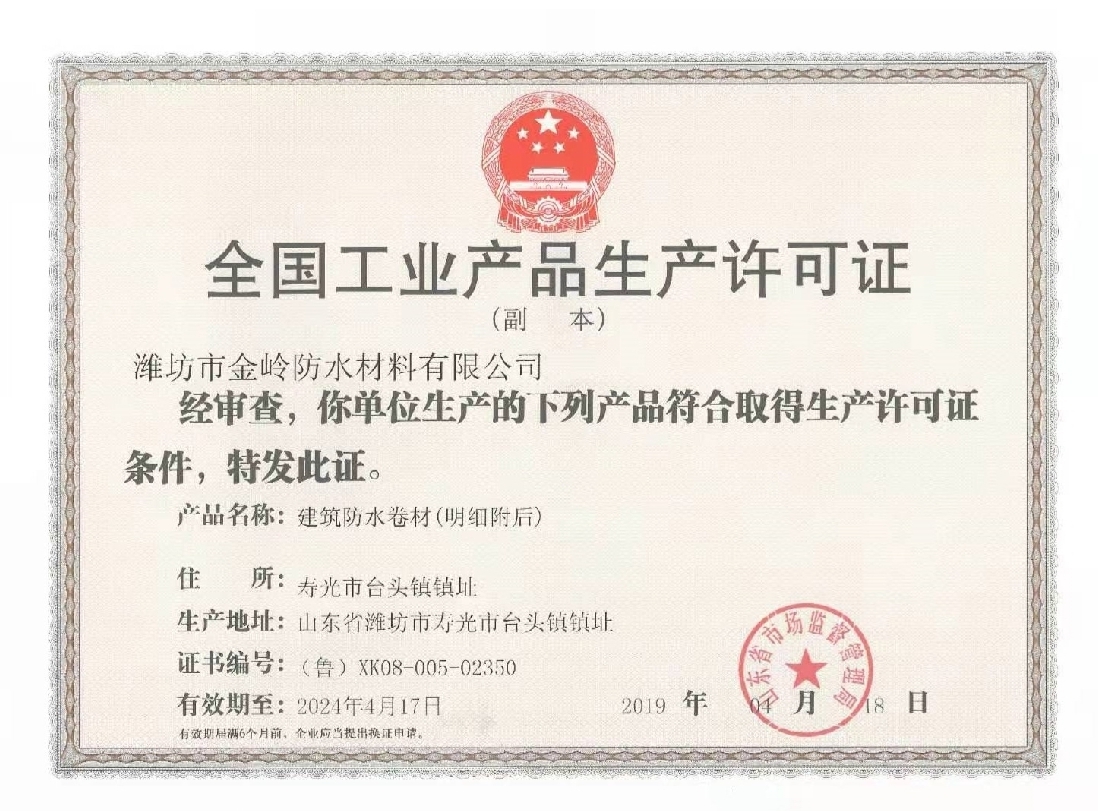 全国工业产品生产许可证
(副 本)
潍坊市金岭防水材料有限公司
经审查，你单位生产的下列产品符合取得生产许可证
条件，特发此证。
产品名称：建筑防水卷材(明细附后)
住 所：寿光市台头镇镇址
生产地址：山东省潍坊市寿光市台头镇镇址
证书编号：（鲁）XK08-005-02350
有效期至：2024年4月17日
2019 年 04 月 18 日
山东省市场监督管理局
有效期届满6个月前、企业应当提出换证申请。